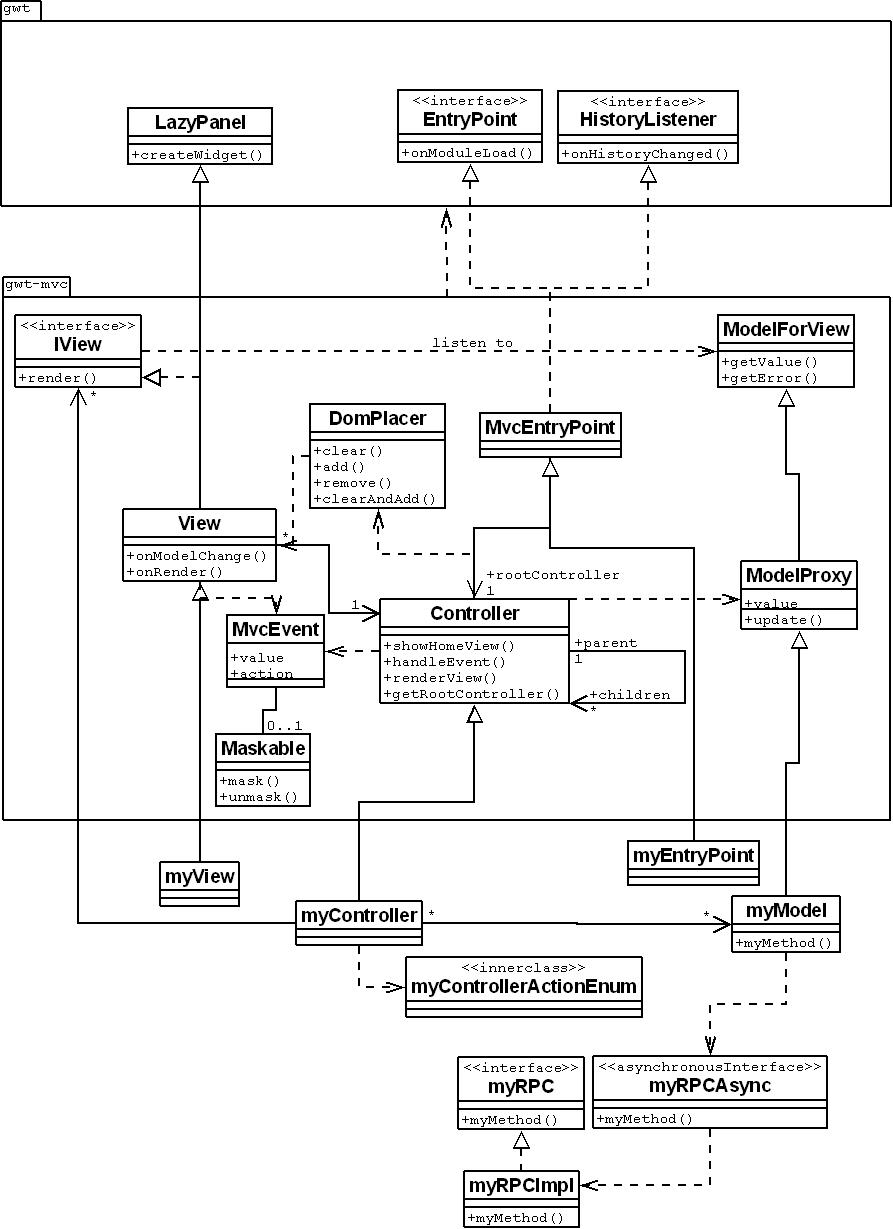 gwt
LazyPanel
+createWidget()
<<interface>>
EntryPoint
+onModuleLoad()
<<interface>>
HistoryListener
+onHistoryChanged()
gwt-mvc
<<interface>>
IView
+render()
*
listen to
ModelForView
+getValue()
+getError()
DomPlacer
+clear()
+add()
+remove()
+clearAndAdd()
MvcEntryPoint
View
+onModelChange()
+onRender()
*
1
+rootController
1
ModelProxy
+value
+update()
MvcEvent
+value
+action
Controller
+showHomeView()
+handleEvent()
+renderView()
+getRootController()
+parent
1
+children
*
0..1
Maskable
+mask()
+unmask()
myView
myEntryPoint
myController
*
*
myModel
+myMethod()
<<innerclass>>
myControllerActionEnum
<<interface>>
myRPC
+myMethod()
<<asynchronousInterface>>
myRPCAsync
+myMethod()
myRPCImpl
+myMethod()